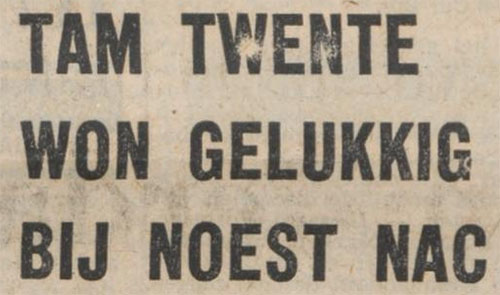 TAM TWENTE
WON GELUKKIG
BIJ NOEST NAC